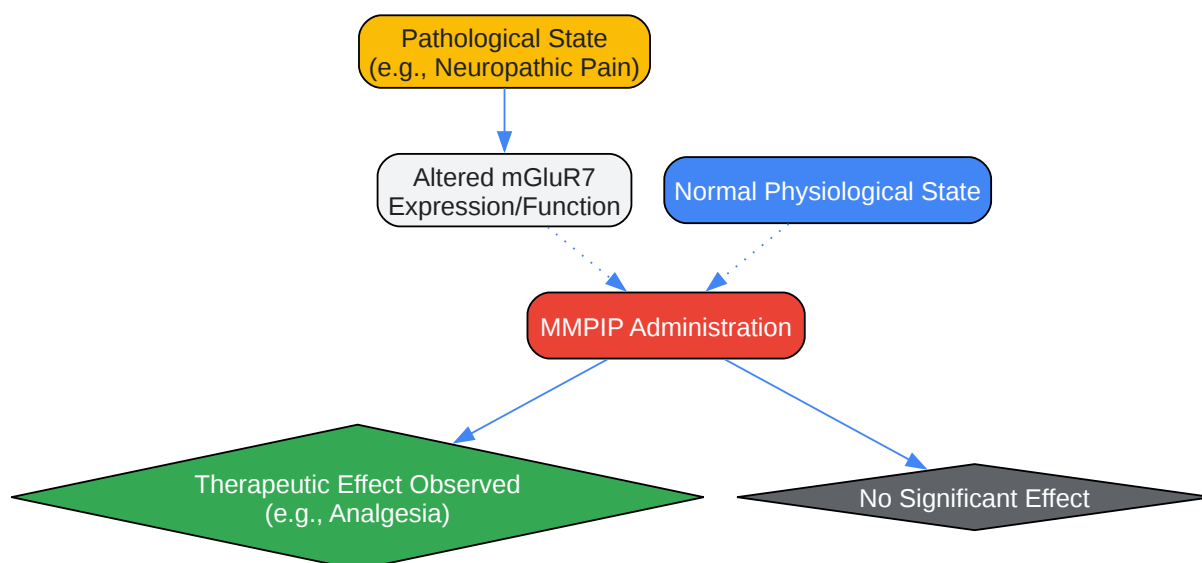 Pathological State
(e.g., Neuropathic Pain)
Altered mGluR7
Expression/Function
Normal Physiological State
MMPIP Administration
Therapeutic Effect Observed
(e.g., Analgesia)
No Significant Effect